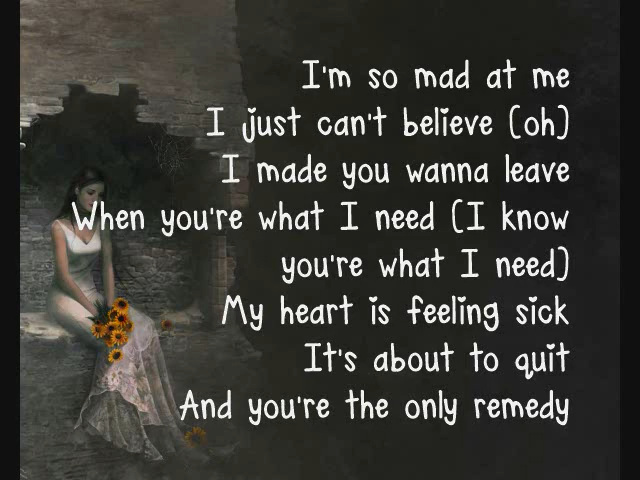 I'm so mad at me
I just can't believe (oh)
I made you wanna leave
When you're what I need (I know
you're what I need)
My heart is feeling sick
It's about to quit
And you're the only remedy